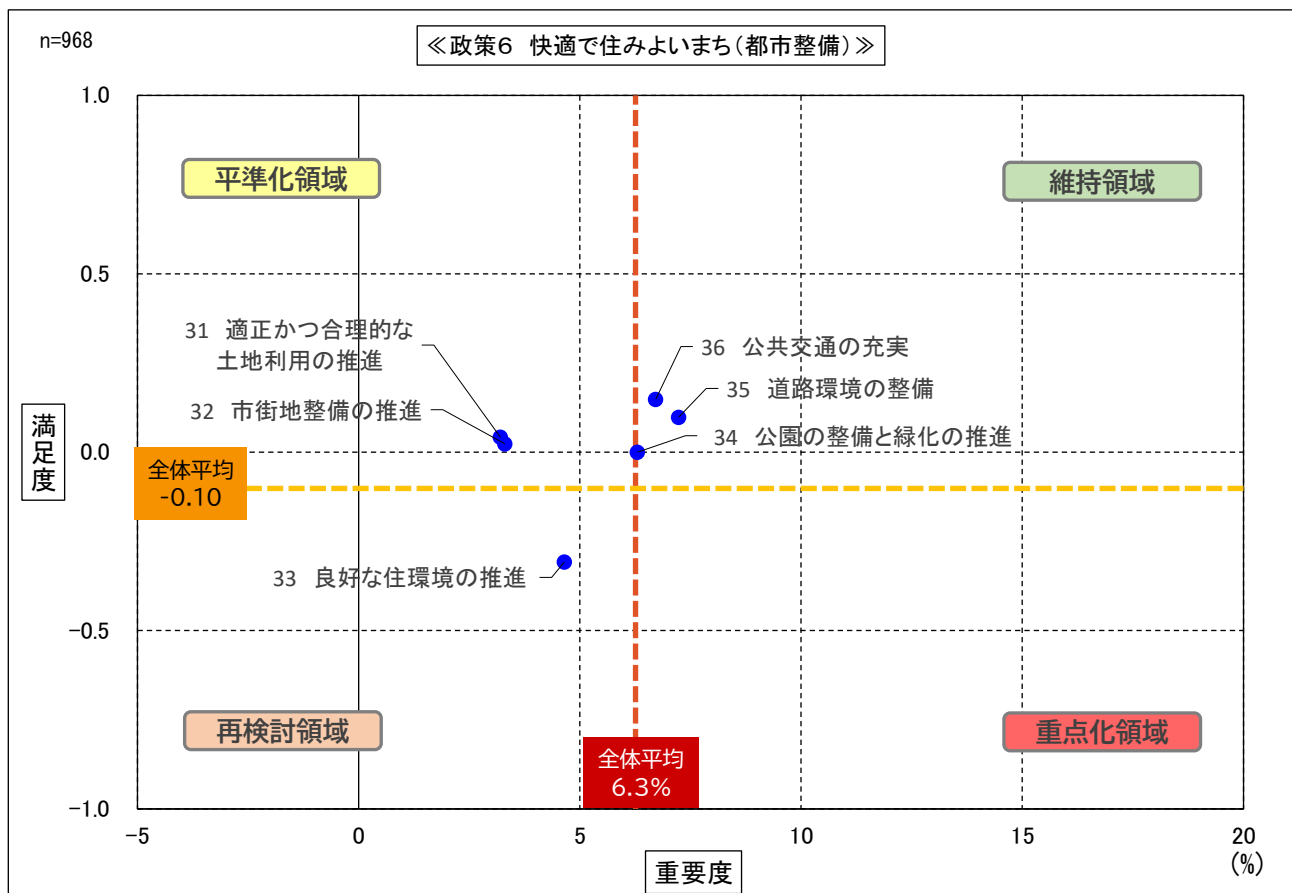 n=968
≪政策6 快適で住みよいまち(都市整備)≫
1.0
平準化領域
維持領域
0.5
31 適正かつ合理的な
土地利用の推進
36 公共交通の充実
35 道路環境の整備
32 市街地整備の推進
34 公園の整備と緑化の推進
満足度
0.0
全体平均
-0.10
33 良好な住環境の推進
−0.5
再検討領域
重点化領域
全体平均
6.3%
−1.0
−5
0
5
10
15
20
(%)
重要度